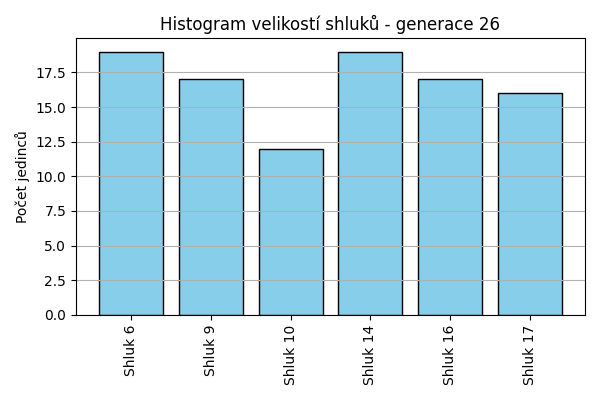 Histogram velikostí shluků - generace 26
Počet jedinců
17.5
15.0
12.5
10.0
7.5
5.0
2.5
0.0
Shluk 6
Shluk 9
Shluk 10
Shluk 14
Shluk 16
Shluk 17